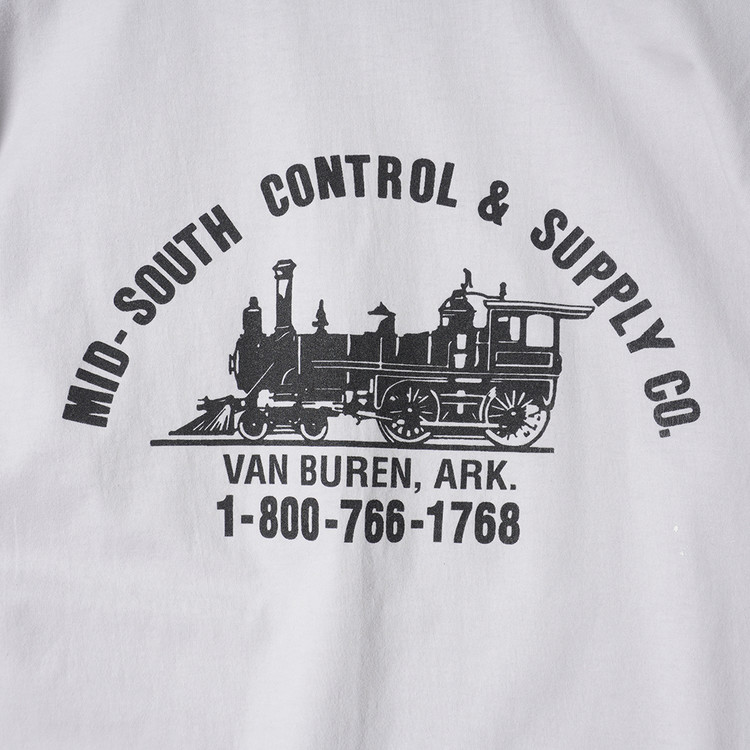 MID-SOUTH CONTROL & SUPPLY CO.
VAN BUREN, ARK.
1-800-766-1768